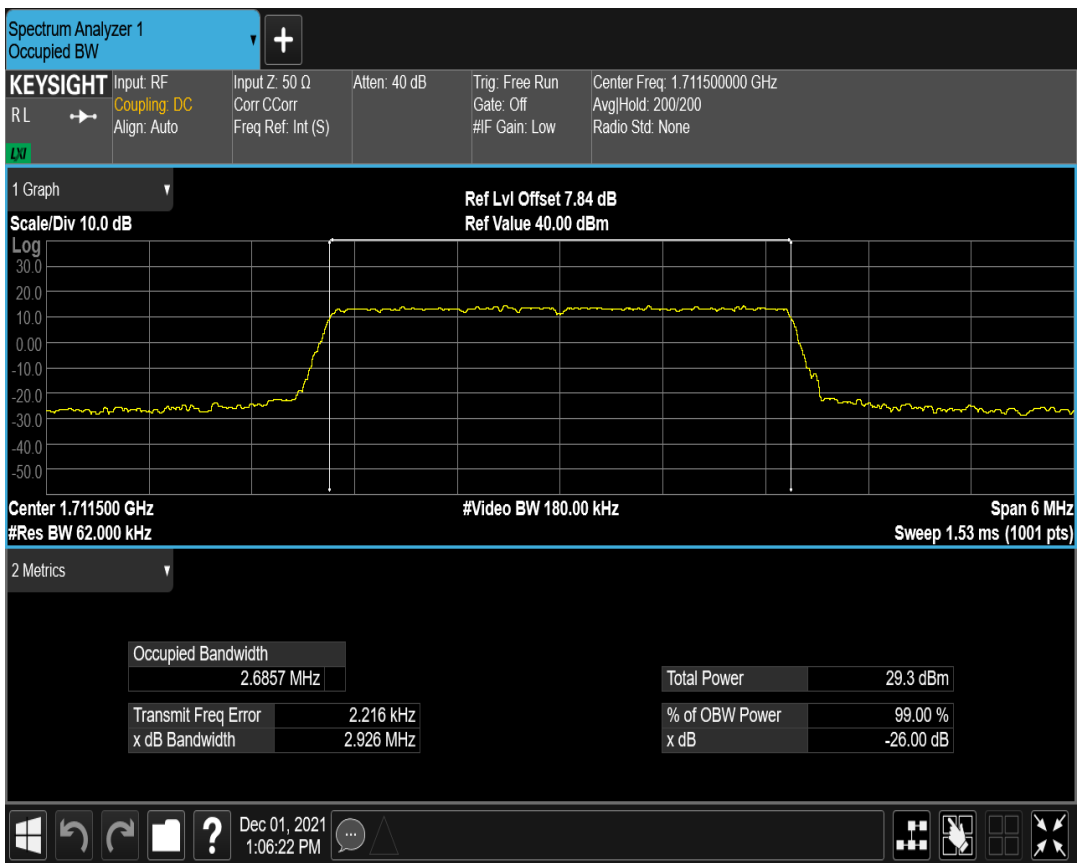 Spectrum Analyzer 1
Occupied BW
+
KEYSIGHT
RL
LXI
Input: RF
Coupling: DC
Align: Auto
Input Z: 50 Ω
Corr CCorr
Freq Ref: Int (S)
Atten: 40 dB
Trig: Free Run
Gate: Off
#IF Gain: Low
Center Freq: 1.711500000 GHz
Avg|Hold: 200/200
Radio Std: None
1 Graph
Scale/Div 10.0 dB
Ref Lvl Offset 7.84 dB
Ref Value 40.00 dBm
Log
30.0
20.0
10.0
0.00
-10.0
-20.0
-30.0
-40.0
-50.0
Center 1.711500 GHz
#Res BW 62.000 kHz
#Video BW 180.00 kHz
Span 6 MHz
Sweep 1.53 ms (1001 pts)
2 Metrics
Occupied Bandwidth
2.6857 MHz
Total Power 29.3 dBm
Transmit Freq Error 2.216 kHz
% of OBW Power 99.00 %
x dB Bandwidth 2.926 MHz
x dB -26.00 dB
?
Dec 01, 2021
1:06:22 PM